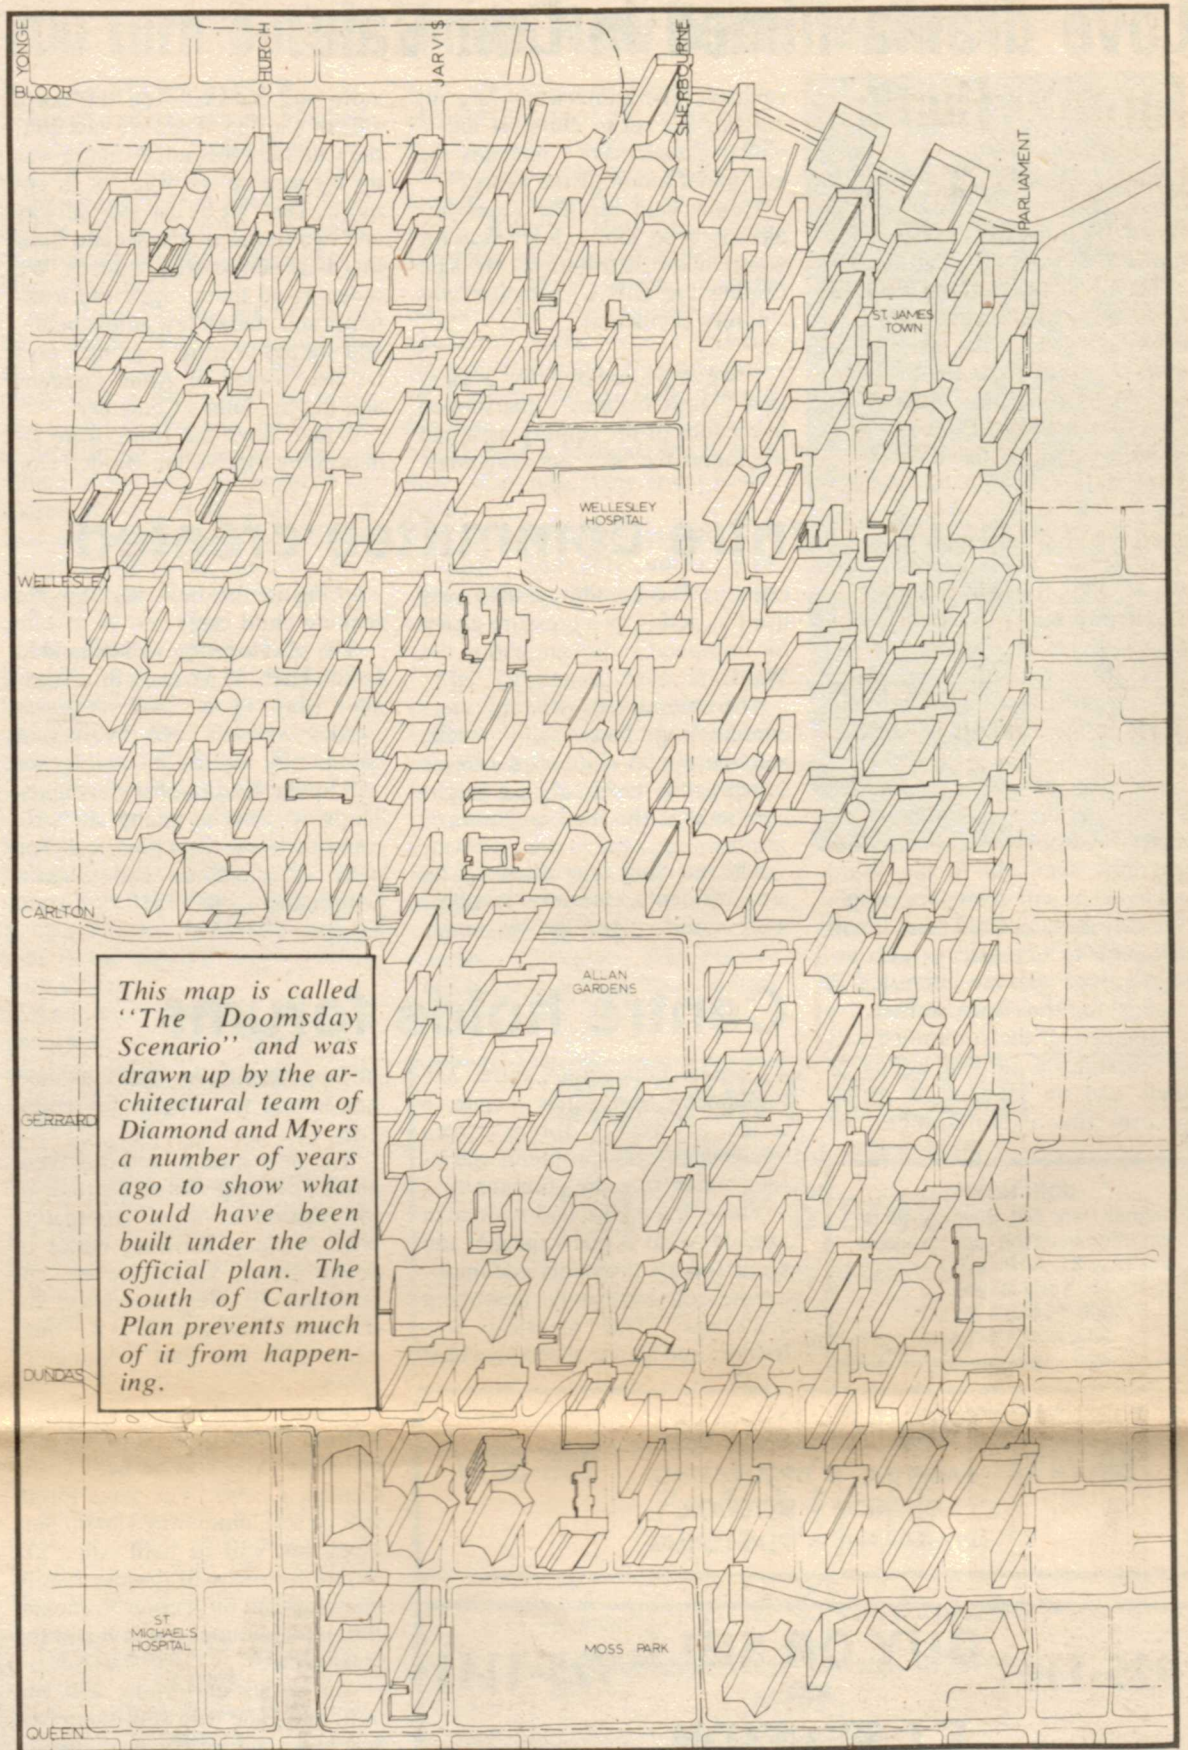 YONGE
CHURCH
JARVIS
SHERBOURNE
BLOOR
PARLIAMENT
ST. JAMES
TOWN
WELLESLEY
HOSPITAL
WELLESLEY
CARLTON
ALLAN
GARDENS
This map is called
‘‘The Doomsday
Scenario’’ and was
drawn up by the ar-
chitectural team of
Diamond and Myers
a number of years
ago to show what
could have been
built under the old
official plan. The
South of Carlton
Plan prevents much
of it from happen-
ing.
GERRARD
DUNDAS
ST.
MICHAEL'S
HOSPITAL
MOSS PARK
QUEEN